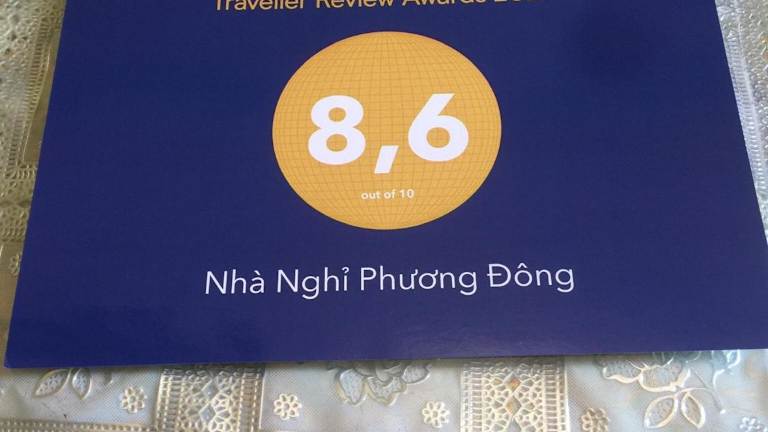 Traveller Review Awards
8,6
out of 10
Nhà Nghỉ Phương Đông